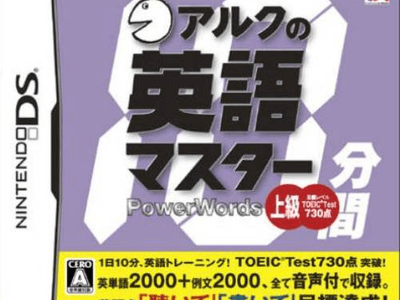 アルクの
10
英語
マスター
分間
PowerWords
上級
TOEIC®Test
730点
NINTENDO DS
CERO
A
1日10分、英語トレーニング! TOEIC®Test730点 突破!
英単語2000+例文2000、全て音声付で収録。